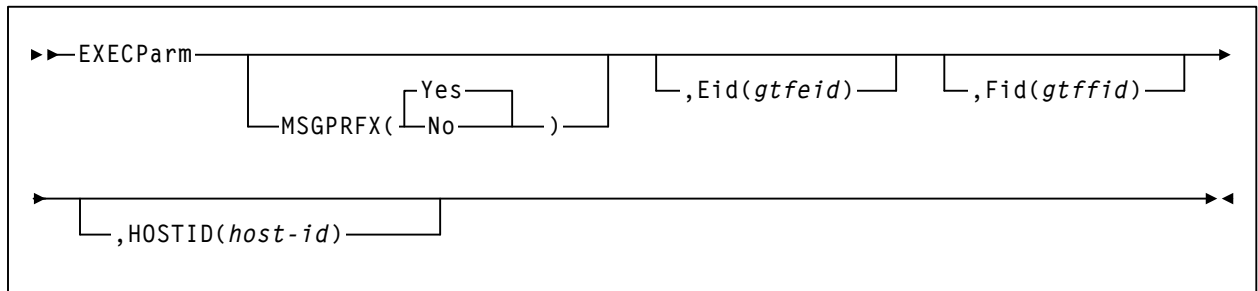 EXECParm
Yes
MSGPRFX( No )
,Eid(gtfeid)
,Fid(gtffid)
,HOSTID(host-id)